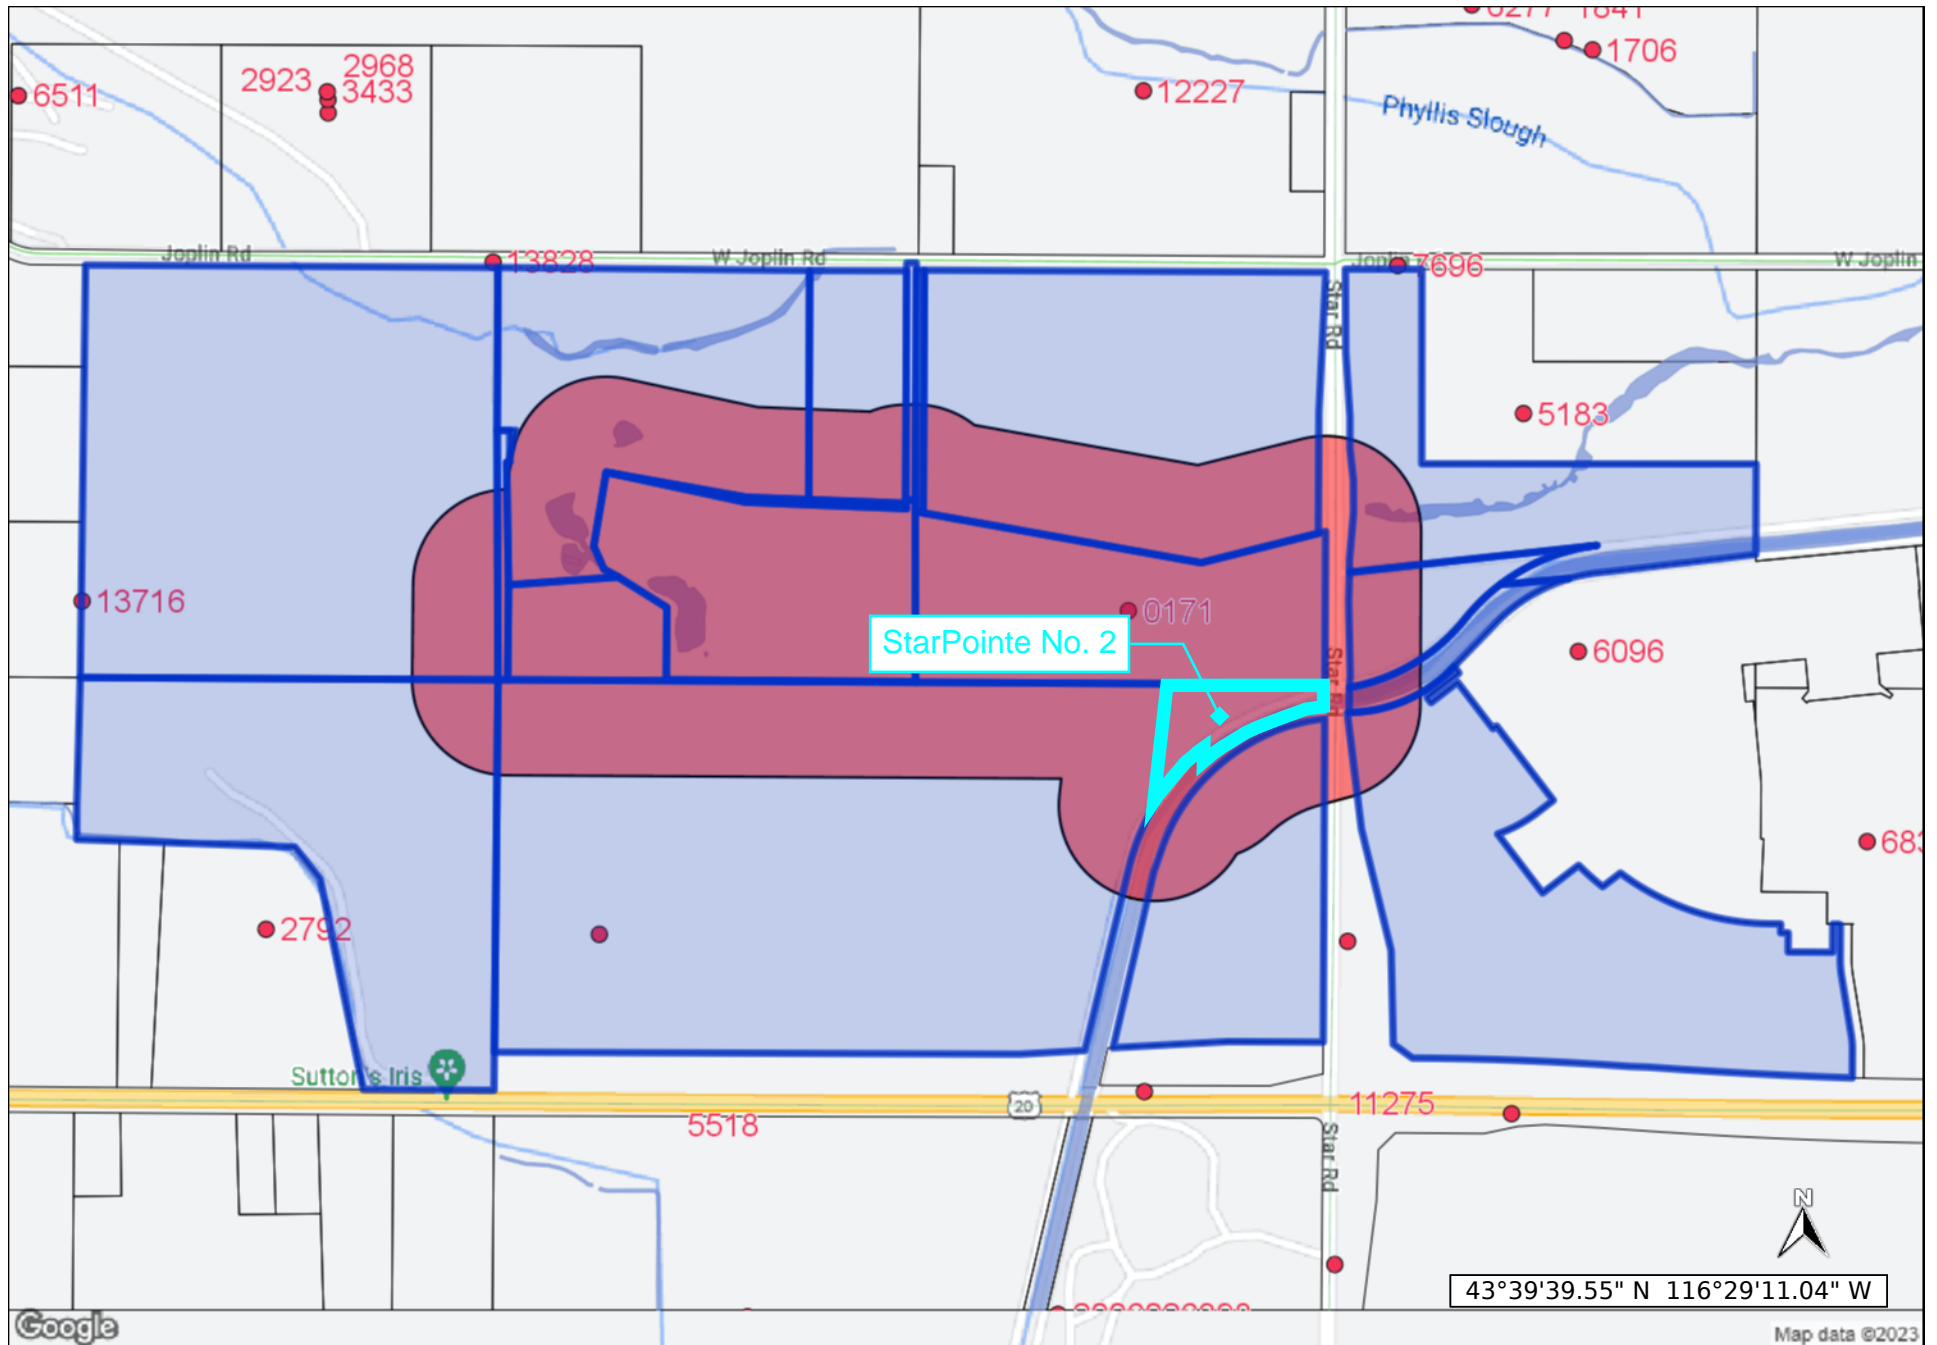 1706
2968
2923
3433
6511
12227
Phyllis Slough
Joplin Rd
13828
W Joplin Rd
7696
W Joplin
Star Rd
5183
13716
0171
StarPointe No. 2
6096
Star Rd
2792
Sutton's Iris
20
11275
5518
Star Rd
N
43°39'39.55" N 116°29'11.04" W
Google
Map data ©2023